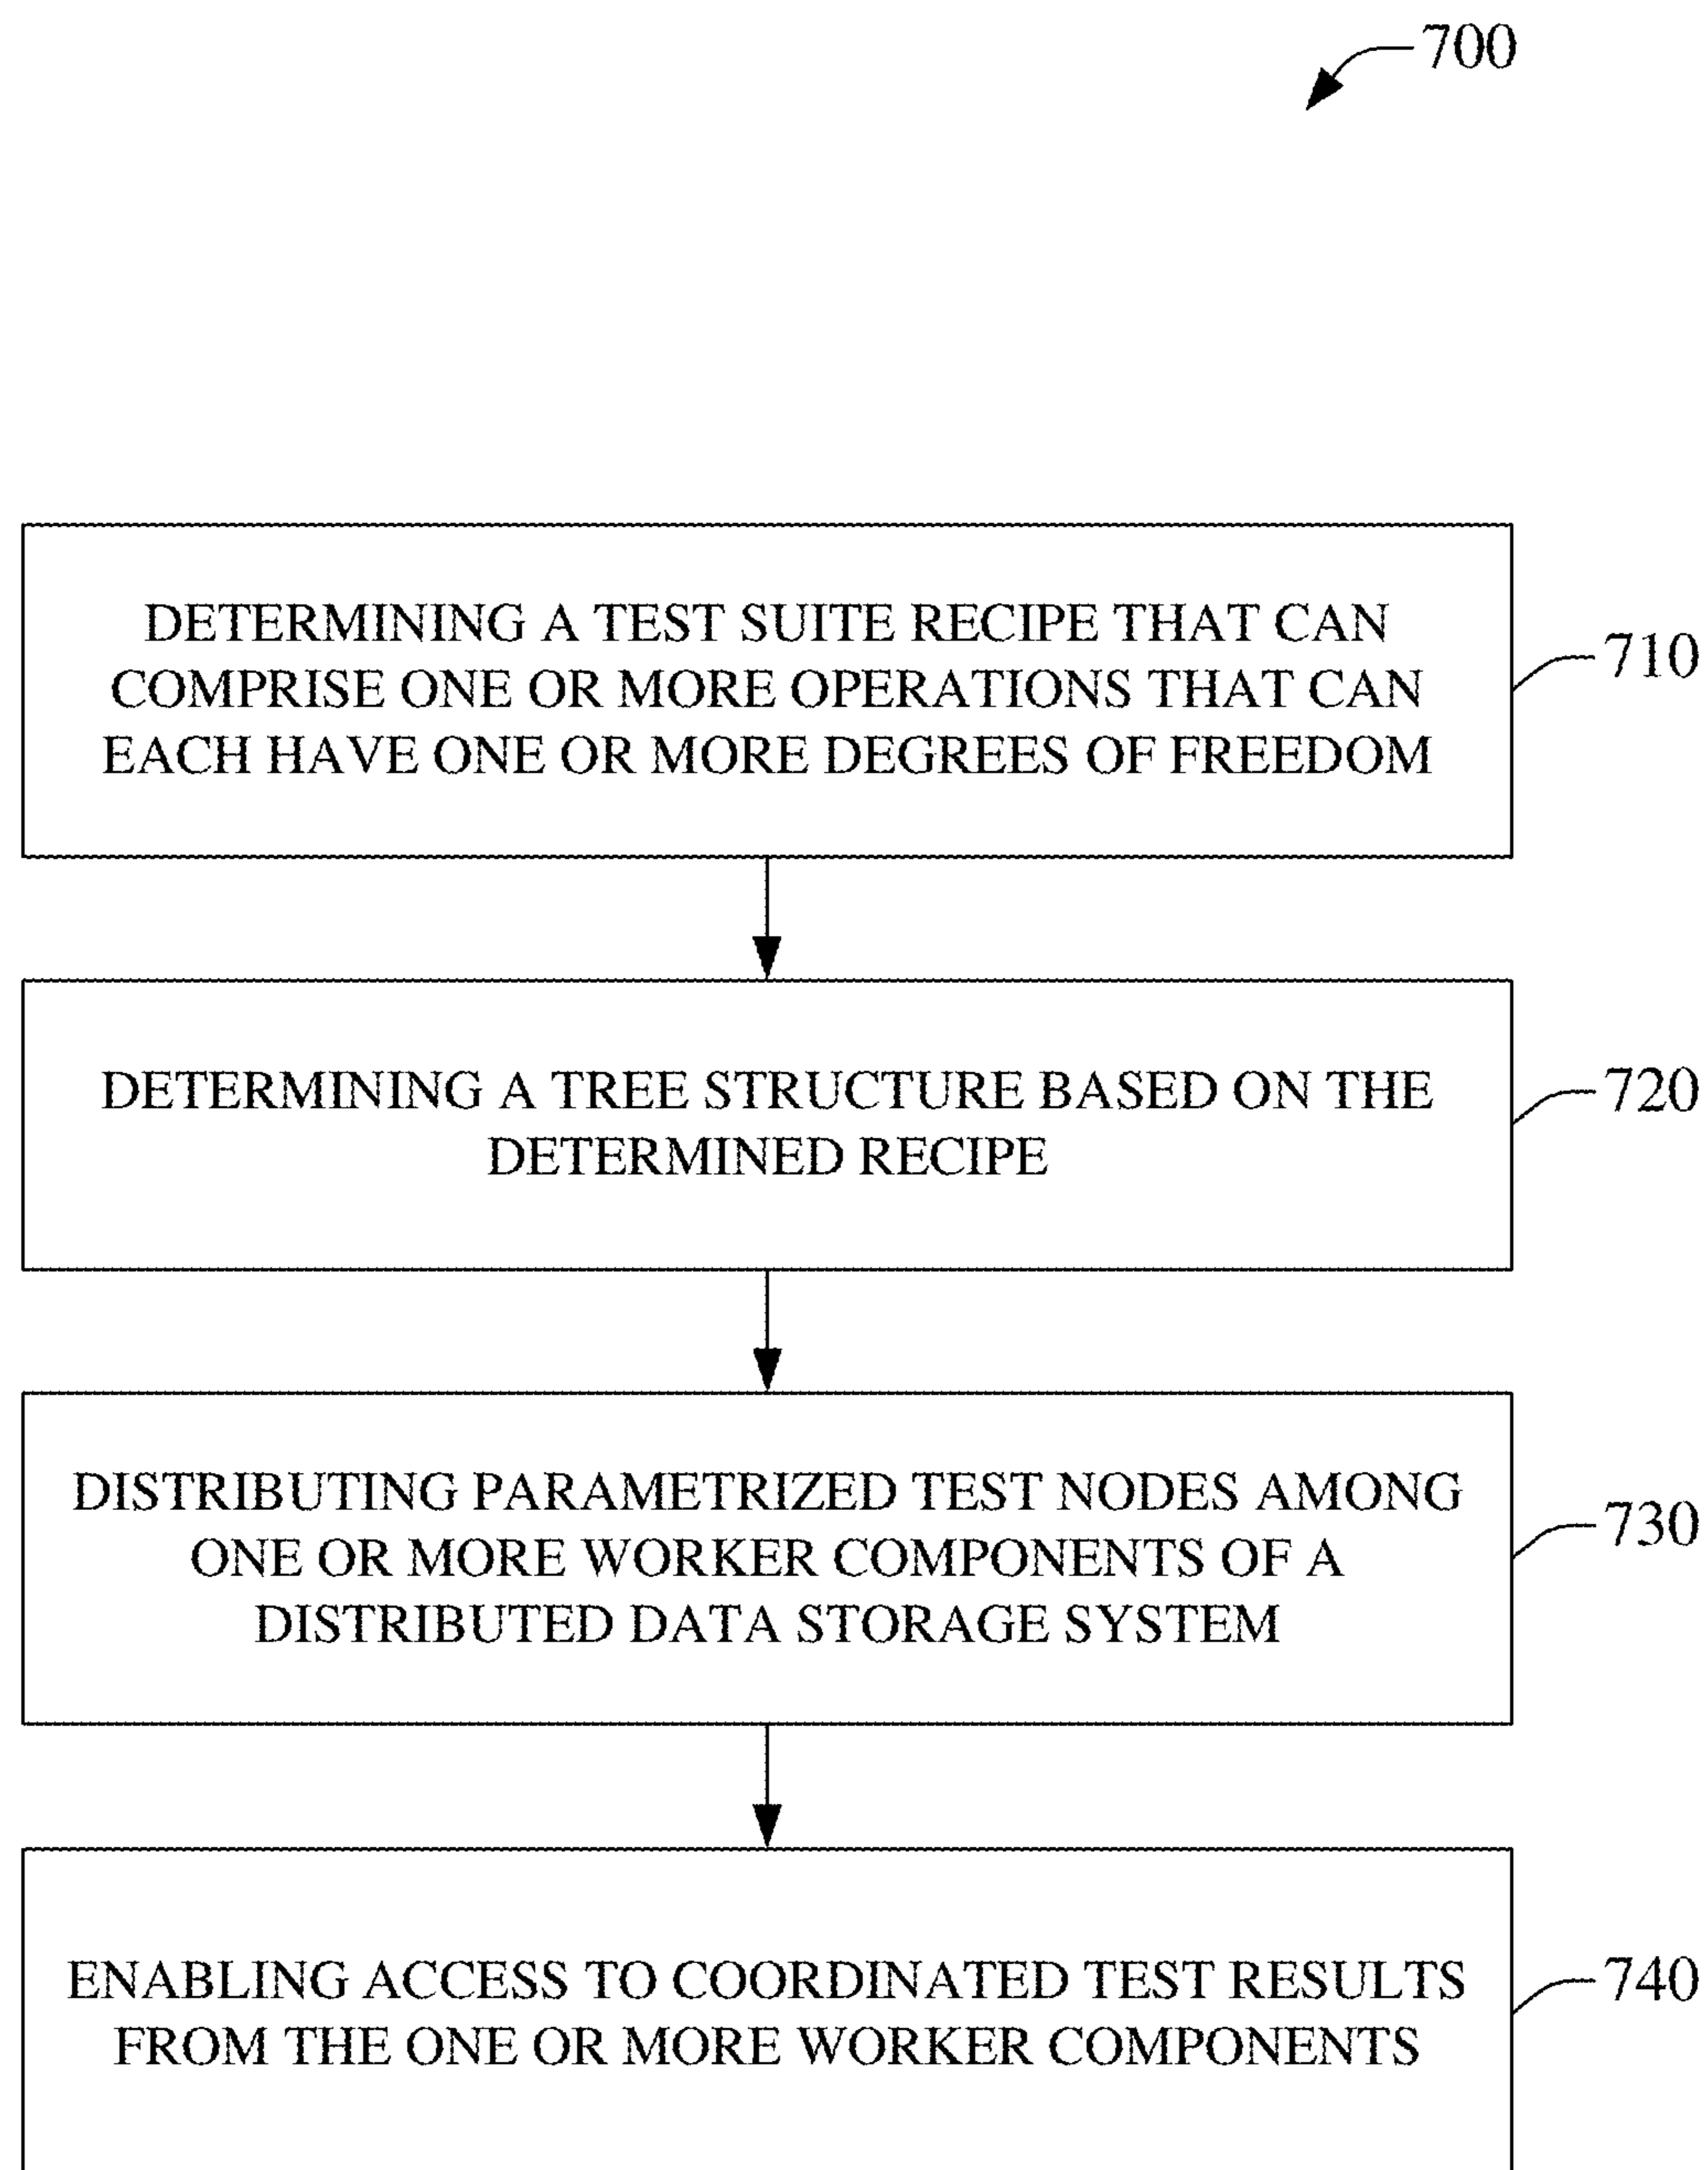 700
DETERMINING A TEST SUITE RECIPE THAT CAN
COMPRISE ONE OR MORE OPERATIONS THAT CAN
EACH HAVE ONE OR MORE DEGREES OF FREEDOM
710
DETERMINING A TREE STRUCTURE BASED ON THE
DETERMINED RECIPE
720
DISTRIBUTING PARAMETRIZED TEST NODES AMONG
ONE OR MORE WORKER COMPONENTS OF A
DISTRIBUTED DATA STORAGE SYSTEM
730
ENABLING ACCESS TO COORDINATED TEST RESULTS
FROM THE ONE OR MORE WORKER COMPONENTS
740